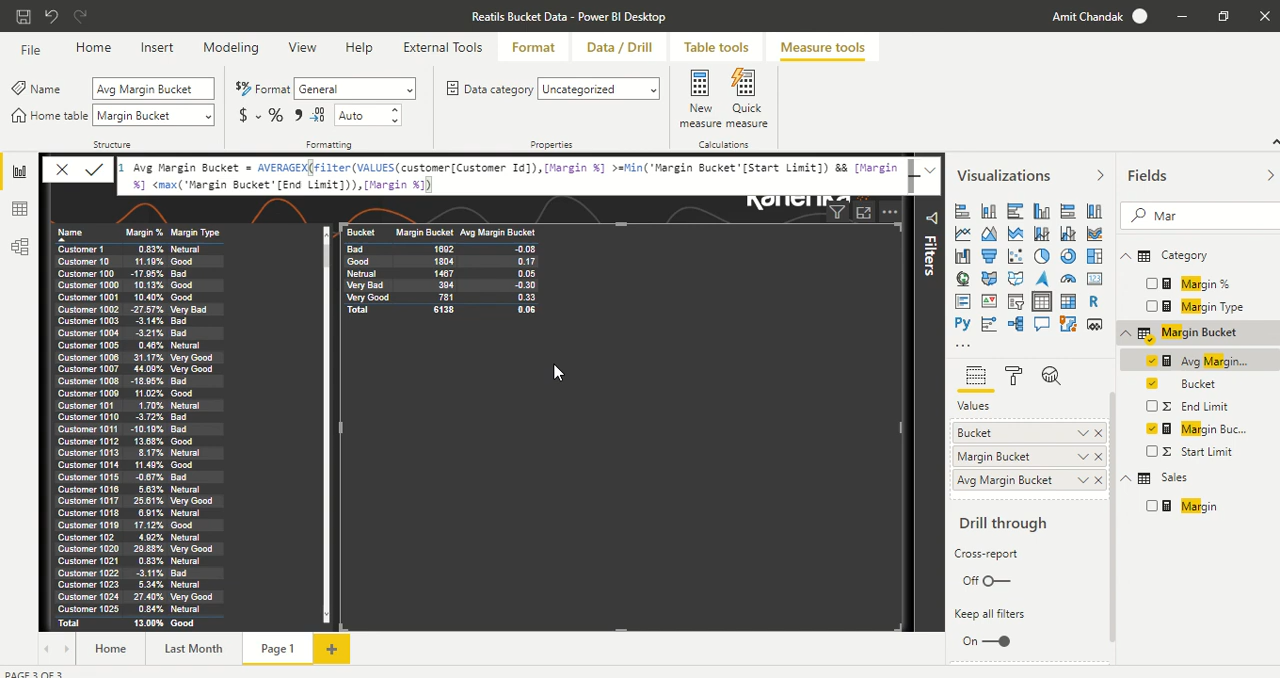 Reatils Bucket Data - Power BI Desktop
Amit Chandak
File Home Insert Modeling View Help External Tools Format Data / Drill Table tools Measure tools
Name Avg Margin Bucket
Home table Margin Bucket
Structure
Format General
$ % 9 Auto
Formatting
Data category Uncategorized
Properties
New measure
Quick measure
Calculations
1 Avg Margin Bucket = AVERAGEX(filter(VALUES(customer[Customer Id]),[Margin %] >=Min('Margin Bucket'[Start Limit]) && [Margin
%] <max('Margin Bucket'[End Limit])),[Margin %])
Name Margin % Margin Type
Customer 1 0.83% Netural
Customer 10 11.19% Good
Customer 100 -17.95% Bad
Customer 1000 10.13% Good
Customer 1001 10.40% Good
Customer 1002 -27.57% Very Bad
Customer 1003 -3.14% Bad
Customer 1004 -3.21% Bad
Customer 1005 0.46% Netural
Customer 1006 31.17% Very Good
Customer 1007 44.09% Very Good
Customer 1008 -18.95% Bad
Customer 1009 11.02% Good
Customer 101 1.70% Netural
Customer 1010 -3.72% Bad
Customer 1011 -10.19% Bad
Customer 1012 13.68% Good
Customer 1013 8.17% Netural
Customer 1014 11.49% Good
Customer 1015 -0.67% Bad
Customer 1016 5.63% Netural
Customer 1017 25.61% Very Good
Customer 1018 6.91% Netural
Customer 1019 17.12% Good
Customer 102 4.92% Netural
Customer 1020 29.88% Very Good
Customer 1021 0.83% Netural
Customer 1022 -3.11% Bad
Customer 1023 5.34% Netural
Customer 1024 27.40% Very Good
Customer 1025 0.84% Netural
Total 13.00% Good
Bucket Margin Bucket Avg Margin Bucket
Bad 1692 -0.08
Good 1804 0.17
Netrual 1467 0.05
Very Bad 394 -0.30
Very Good 781 0.33
Total 6138 0.06
Filters
Visualizations
R
Py
Values
Bucket
Margin Bucket
Avg Margin Bucket
Drill through
Cross-report
Off
Keep all filters
On
Fields
Mar
Category
Margin %
Margin Type
Margin Bucket
Avg Margin...
Bucket
End Limit
Margin Buc...
Start Limit
Sales
Margin
Home Last Month Page 1 +
PAGE 3 OF 3